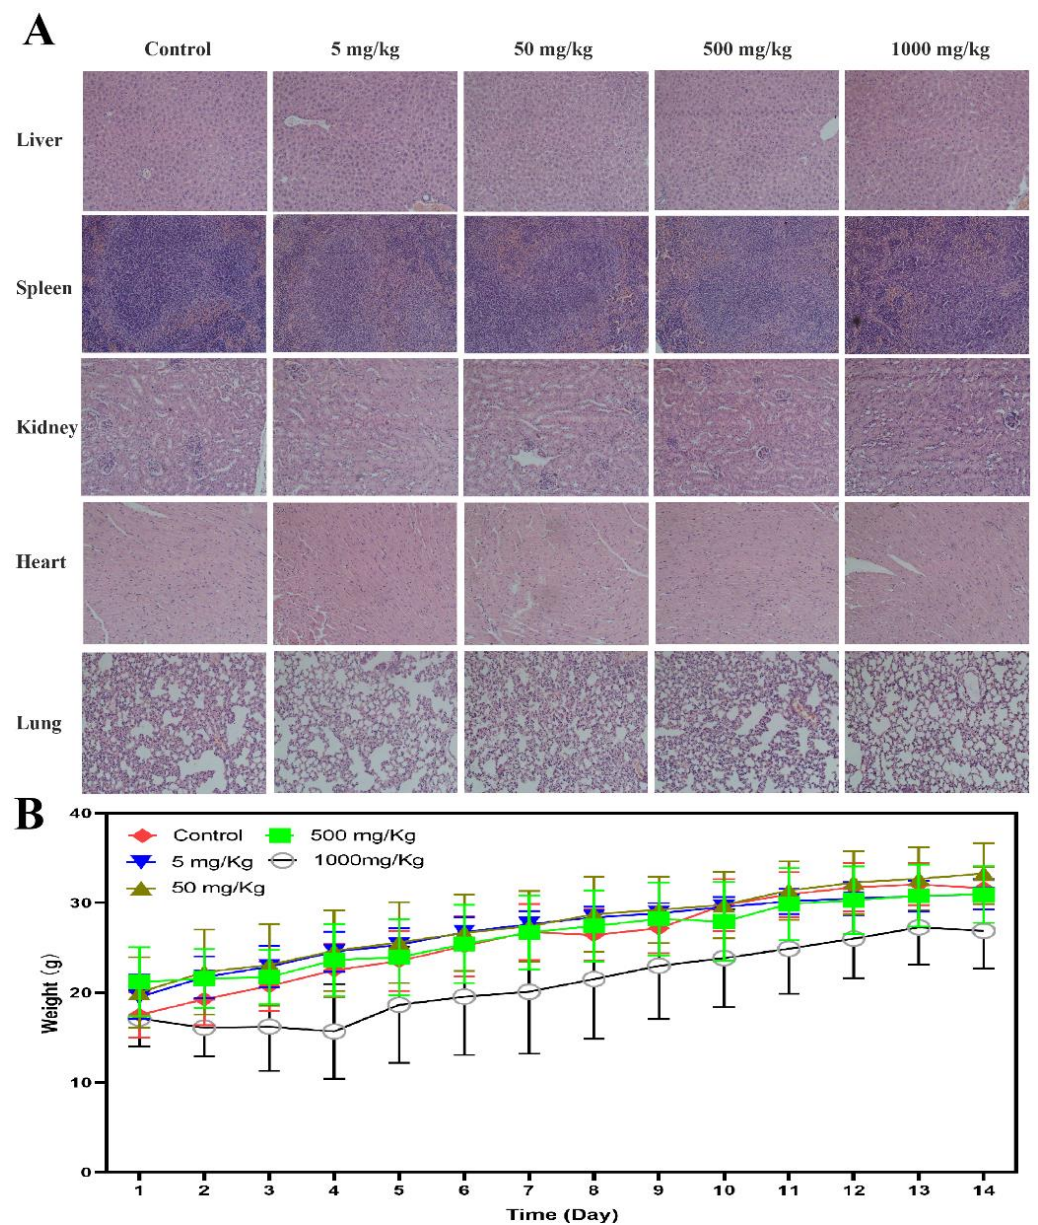 A
Control 5 mg/kg 50 mg/kg 500 mg/kg 1000 mg/kg
Liver
Spleen
Kidney
Heart
Lung
B
40
Control 500 mg/Kg
5 mg/Kg 1000mg/Kg
50 mg/Kg
30
Weight (g)
20
10
0
1 2 3 4 5 6 7 8 9 10 11 12 13 14
Time (Day)